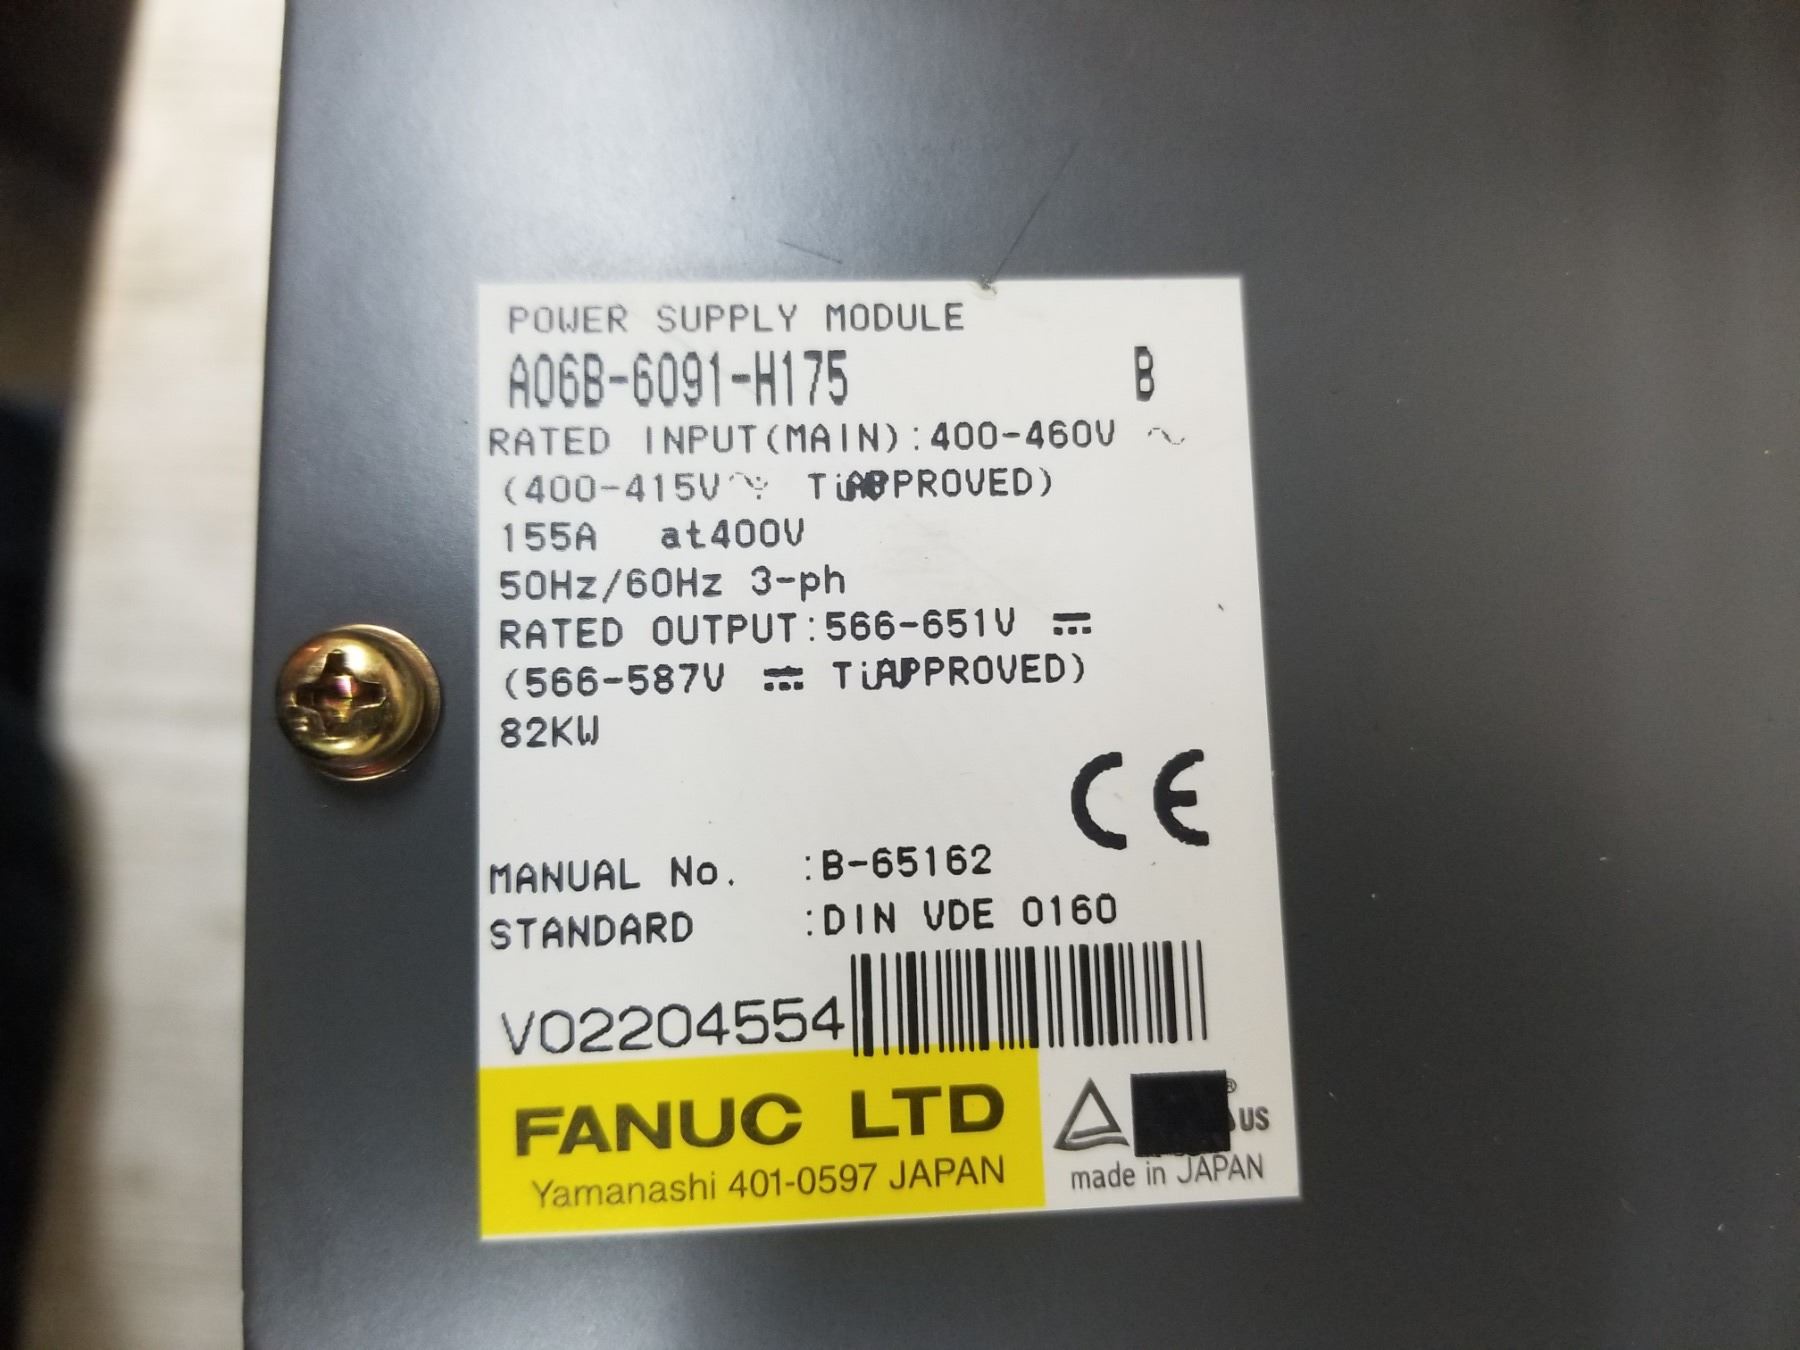 POWER SUPPLY MODULE
A06B-6091-H175 B
RATED INPUT(MAIN):400-460V ~
(400-415V~ APPROVED)
155A at400V
50Hz/60Hz 3-ph
RATED OUTPUT:566-651V ⎓
(566-587V ⎓ APPROVED)
82KW
CE
MANUAL No. :B-65162
STANDARD :DIN VDE 0160
V02204554
FANUC LTD
Yamanashi 401-0597 JAPAN
® US
made in JAPAN